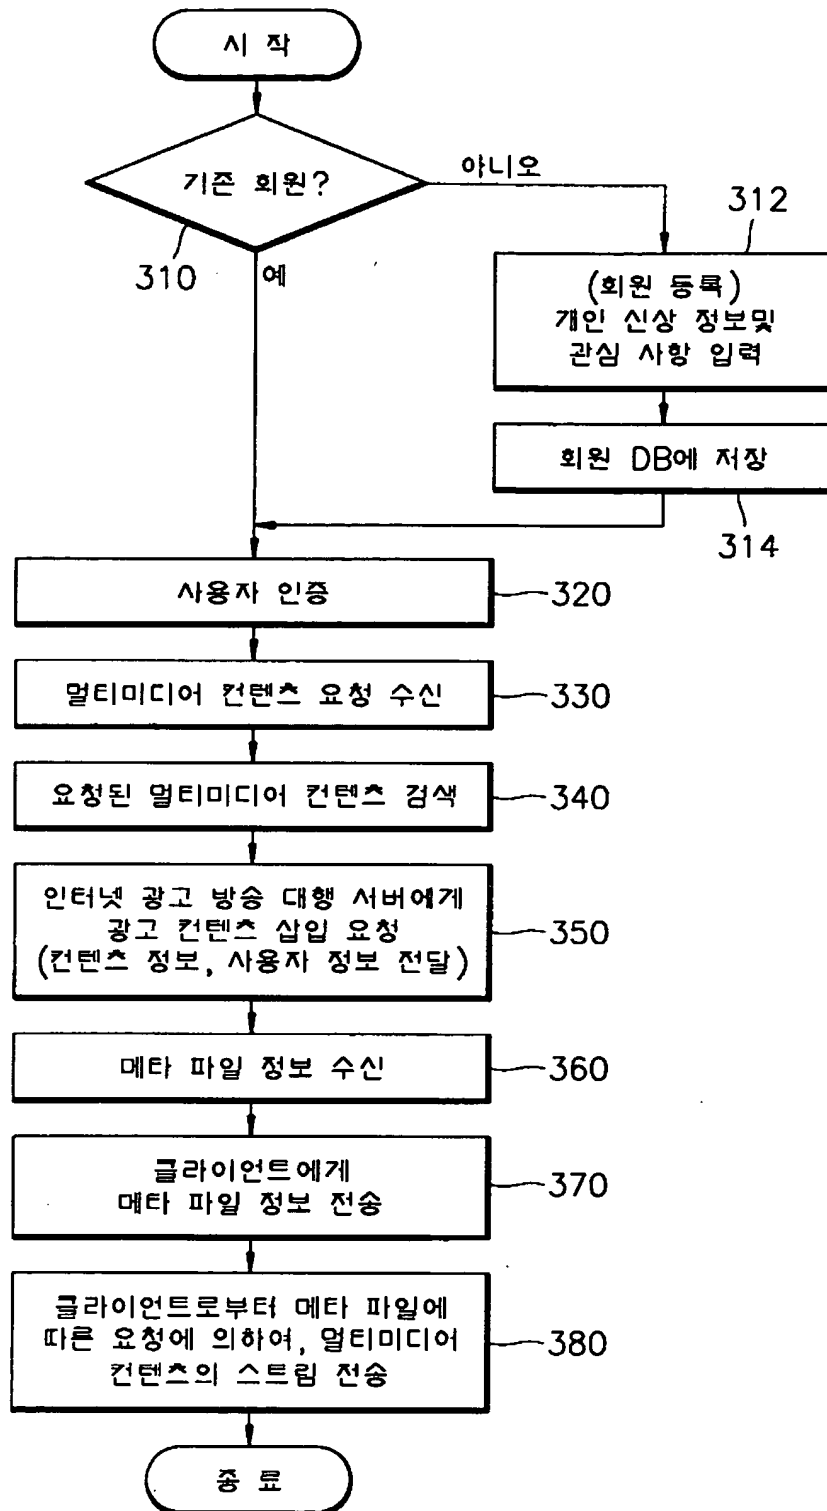 시 작
기존 회원?
아니오
310
예
312
(회원 등록)
개인 신상 정보및
관심 사항 입력
회원 DB에 저장
314
사용자 인증
320
멀티미디어 컨텐츠 요청 수신
330
요청된 멀티미디어 컨텐츠 검색
340
인터넷 광고 방송 대행 서버에게
광고 컨텐츠 삽입 요청
(컨텐츠 정보, 사용자 정보 전달)
350
메타 파일 정보 수신
360
클라이언트에게
메타 파일 정보 전송
370
클라이언트로부터 메타 파일에
따른 요청에 의하여, 멀티미디어
컨텐츠의 스트림 전송
380
종 료